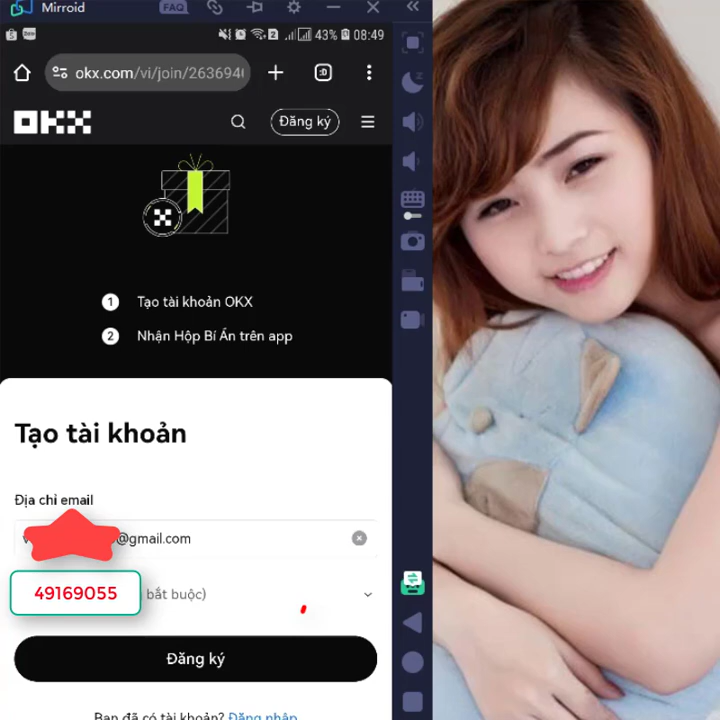 Mirroid
FAQ
43% 08:49
okx.com/vi/join/263694
:D
OKX
Đăng ký
1 Tạo tài khoản OKX
2 Nhận Hộp Bí Ẩn trên app
Tạo tài khoản
Địa chỉ email
@gmail.com
49169055 bắt buộc)
Đăng ký
Bạn đã có tài khoản? Đăng nhập